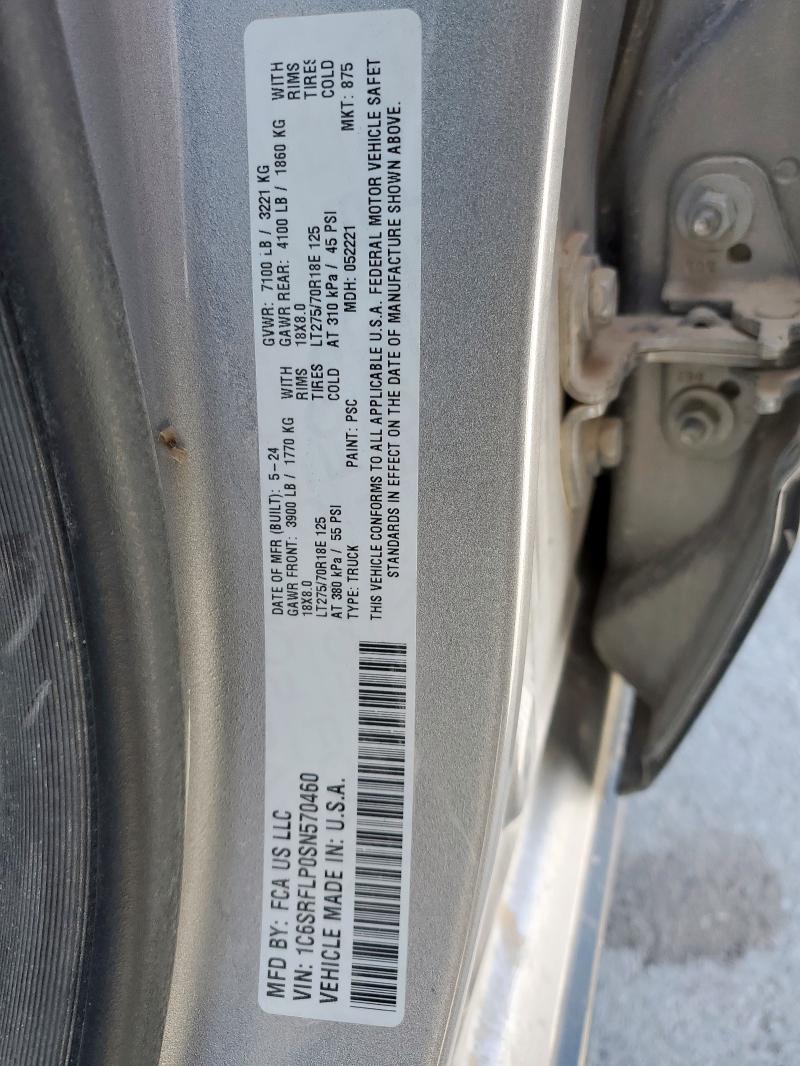 MFD BY: FCA US LLC
VIN: 1C6SRFLP0SN570460
VEHICLE MADE IN: U.S.A.
DATE OF MFR (BUILT): 5-24 GVWR: 7100 LB / 3221 KG
GAWR FRONT: 3900 LB / 1770 KG WITH GAWR REAR: 4100 LB / 1860 KG WITH
18X8.0 RIMS 18X8.0 RIMS
LT275/70R18E 125 TIRES LT275/70R18E 125 TIRES
AT 380 kPa / 55 PSI COLD AT 310 kPa / 45 PSI COLD
TYPE: TRUCK PAINT: PSC MDH: 052221 MKT: 875
THIS VEHICLE CONFORMS TO ALL APPLICABLE U.S.A. FEDERAL MOTOR VEHICLE SAFET
STANDARDS IN EFFECT ON THE DATE OF MANUFACTURE SHOWN ABOVE.